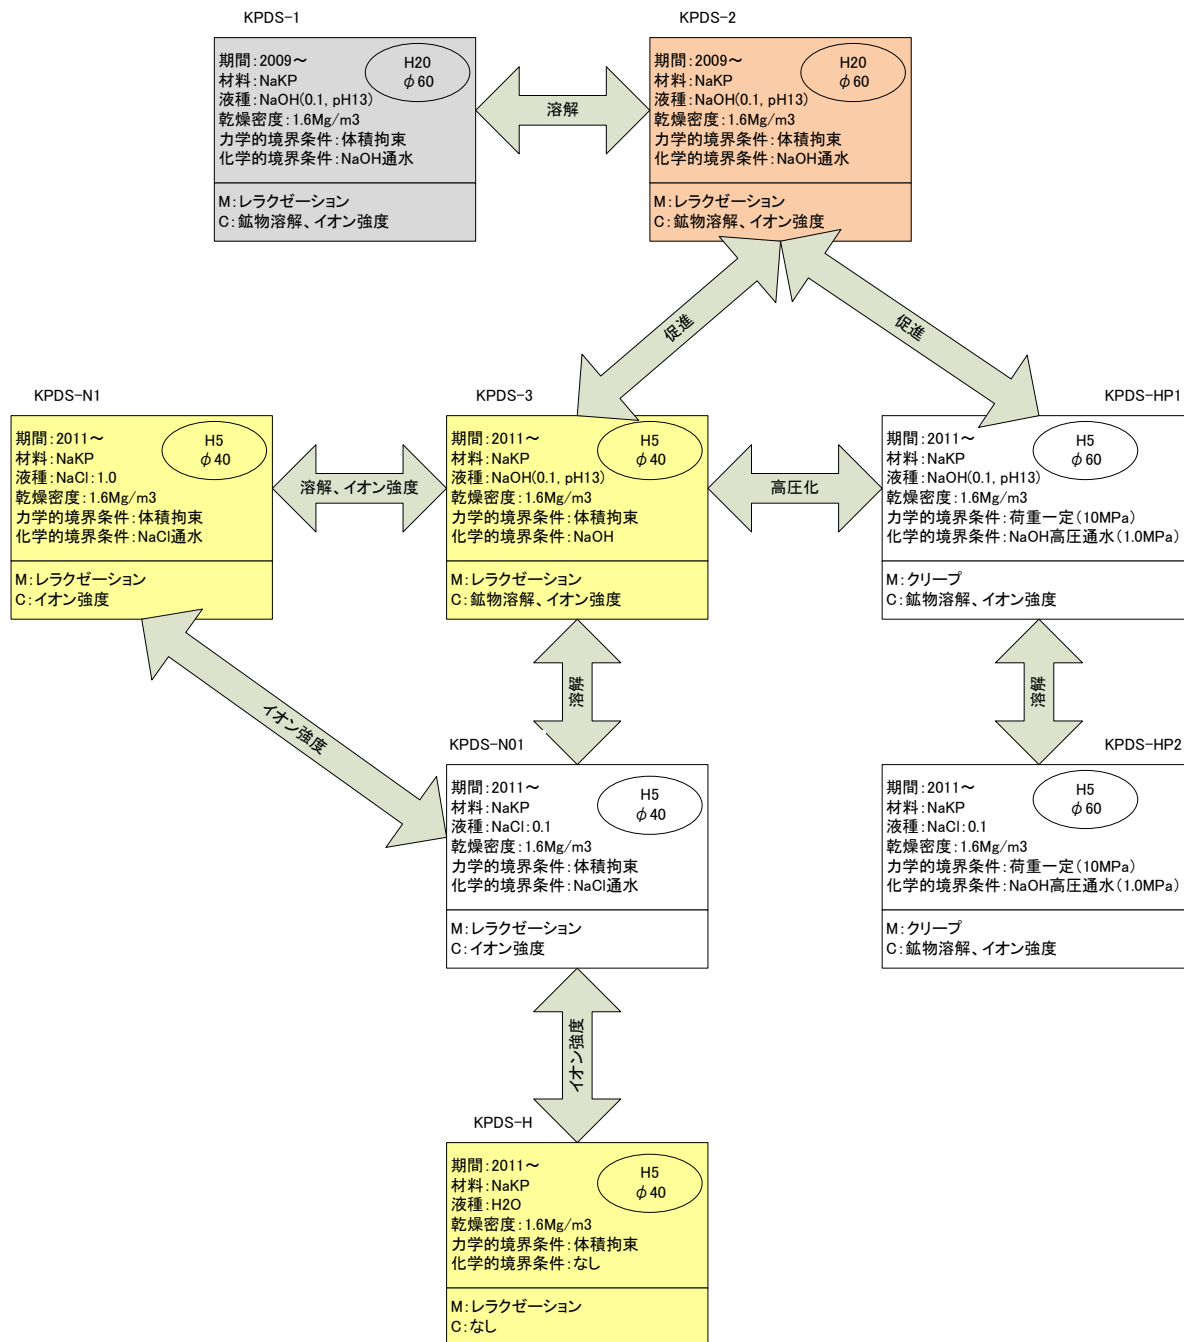 KPDS-1
期間:2009~
材料:NaKP
液種:NaOH(0.1, pH13)
乾燥密度:1.6Mg/m3
力学的境界条件:体積拘束
化学的境界条件:NaOH通水
H20
φ60
M:レラクゼーション
C:鉱物溶解、イオン強度
溶解
KPDS-2
期間:2009~
材料:NaKP
液種:NaOH(0.1, pH13)
乾燥密度:1.6Mg/m3
力学的境界条件:体積拘束
化学的境界条件:NaOH通水
H20
φ60
M:レラクゼーション
C:鉱物溶解、イオン強度
促進
促進
KPDS-N1
期間:2011~
材料:NaKP
液種:NaCl:1.0
乾燥密度:1.6Mg/m3
力学的境界条件:体積拘束
化学的境界条件:NaCl通水
H5
φ40
M:レラクゼーション
C:イオン強度
溶解、イオン強度
KPDS-3
期間:2011~
材料:NaKP
液種:NaOH(0.1, pH13)
乾燥密度:1.6Mg/m3
力学的境界条件:体積拘束
化学的境界条件:NaOH
H5
φ40
M:レラクゼーション
C:鉱物溶解、イオン強度
高圧化
KPDS-HP1
期間:2011~
材料:NaKP
液種:NaOH(0.1, pH13)
乾燥密度:1.6Mg/m3
力学的境界条件:荷重一定(10MPa)
化学的境界条件:NaOH高圧通水(1.0MPa)
H5
φ60
M:クリープ
C:鉱物溶解、イオン強度
イオン強度
溶解
溶解
KPDS-N01
期間:2011~
材料:NaKP
液種:NaCl:0.1
乾燥密度:1.6Mg/m3
力学的境界条件:体積拘束
化学的境界条件:NaCl通水
H5
φ40
M:レラクゼーション
C:イオン強度
KPDS-HP2
期間:2011~
材料:NaKP
液種:NaCl:0.1
乾燥密度:1.6Mg/m3
力学的境界条件:荷重一定(10MPa)
化学的境界条件:NaOH高圧通水(1.0MPa)
H5
φ60
M:クリープ
C:鉱物溶解、イオン強度
イオン強度
KPDS-H
期間:2011~
材料:NaKP
液種:H2O
乾燥密度:1.6Mg/m3
力学的境界条件:体積拘束
化学的境界条件:なし
H5
φ40
M:レラクゼーション
C:なし